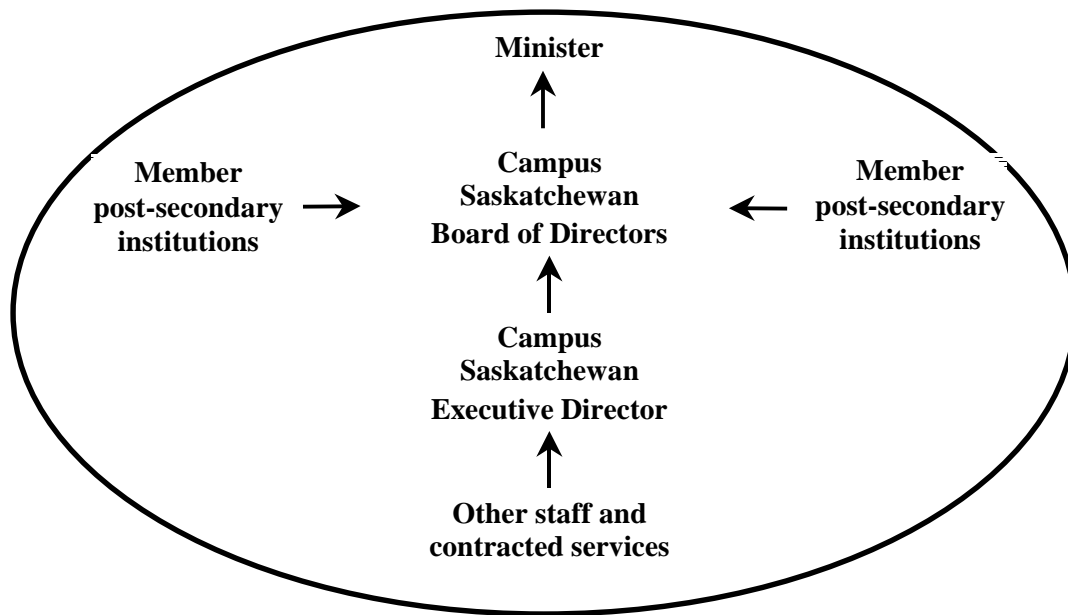 Minister
Member
post-secondary
institutions
Campus
Saskatchewan
Board of Directors
Member
post-secondary
institutions
Campus
Saskatchewan
Executive Director
Other staff and
contracted services